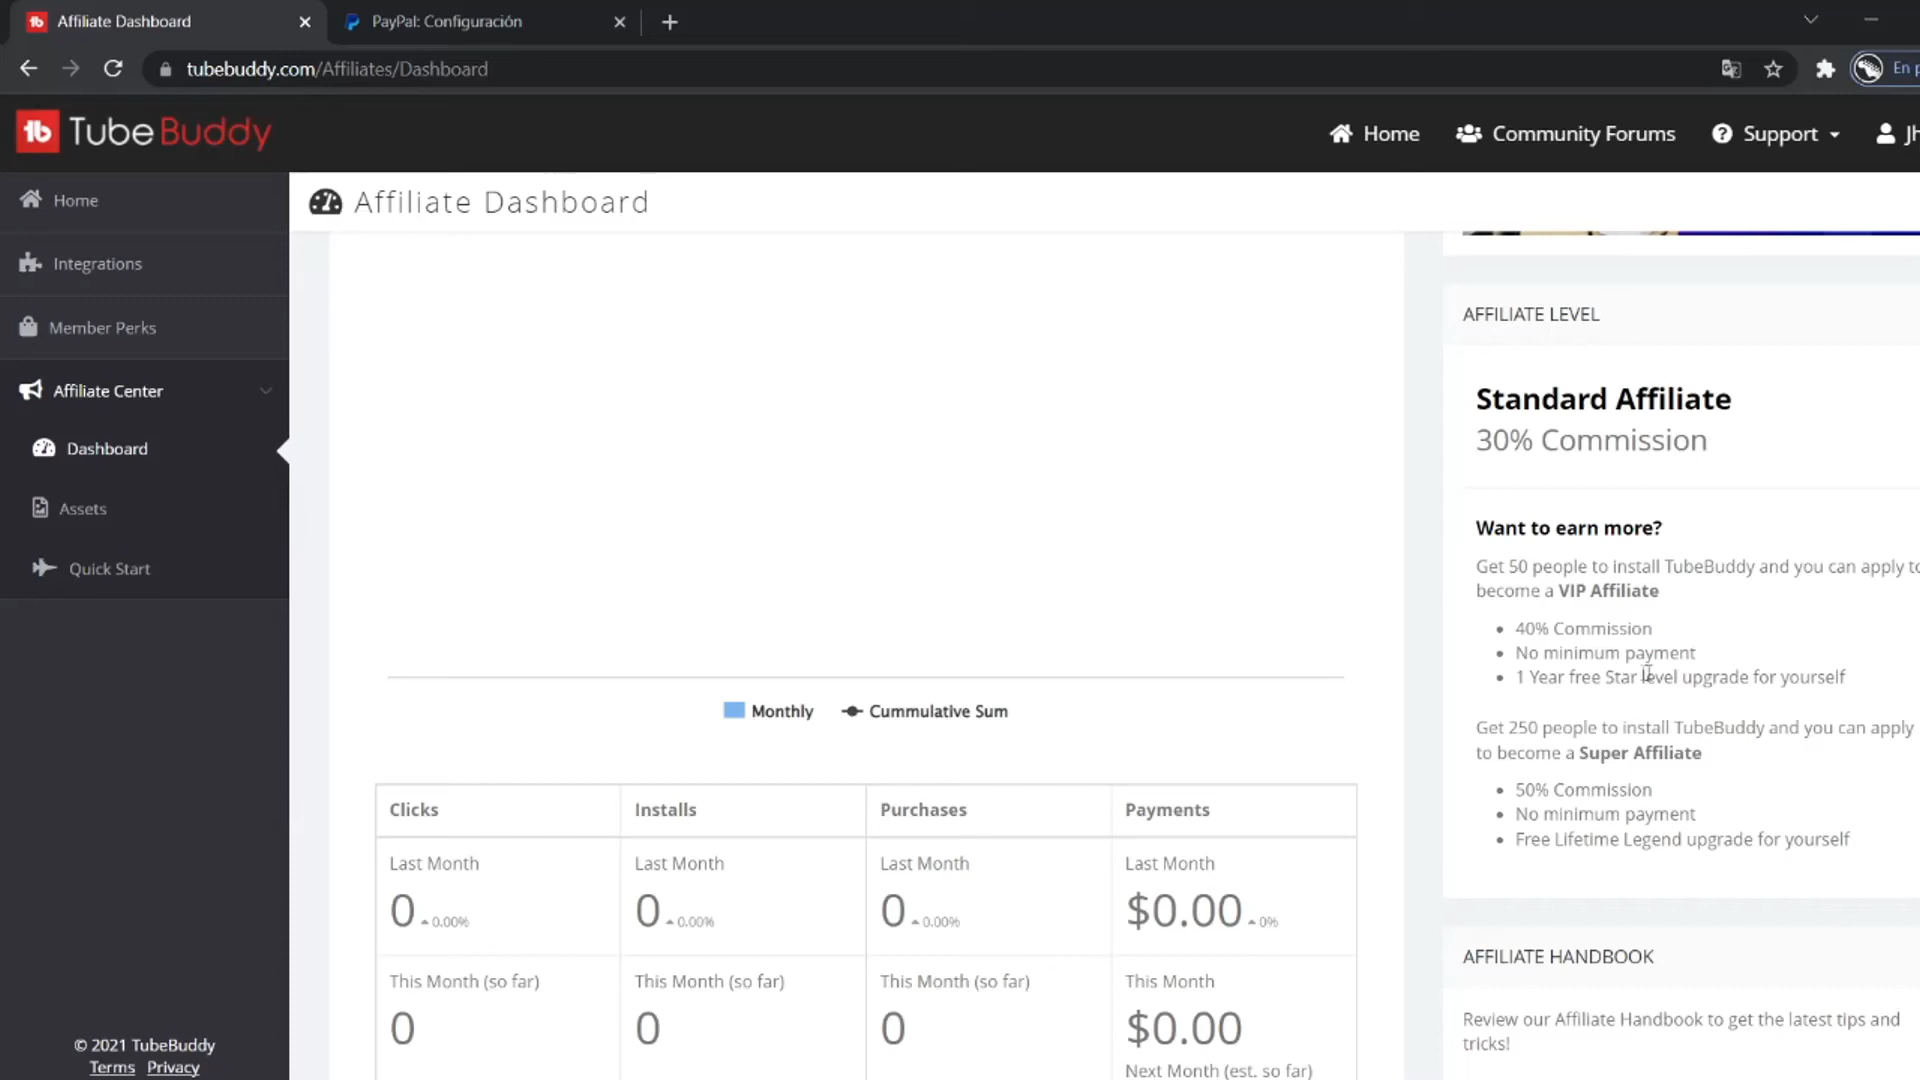 Affiliate Dashboard
PayPal: Configuración
tubebuddy.com/Affiliates/Dashboard
En p
tb TubeBuddy
Home
Community Forums
Support
Jh
Home
Integrations
Member Perks
Affiliate Center
Dashboard
Assets
Quick Start
© 2021 TubeBuddy
Terms Privacy
Affiliate Dashboard
Monthly
Cummulative Sum
Clicks Installs Purchases Payments
Last Month Last Month Last Month Last Month
0 0.00% 0 0.00% 0 0.00% $0.00 0%
This Month (so far) This Month (so far) This Month (so far) This Month
0 0 0 $0.00
Next Month (est. so far)
AFFILIATE LEVEL
Standard Affiliate
30% Commission
Want to earn more?
Get 50 people to install TubeBuddy and you can apply to
become a VIP Affiliate
• 40% Commission
• No minimum payment
• 1 Year free Star level upgrade for yourself
Get 250 people to install TubeBuddy and you can apply
to become a Super Affiliate
• 50% Commission
• No minimum payment
• Free Lifetime Legend upgrade for yourself
AFFILIATE HANDBOOK
Review our Affiliate Handbook to get the latest tips and
tricks!